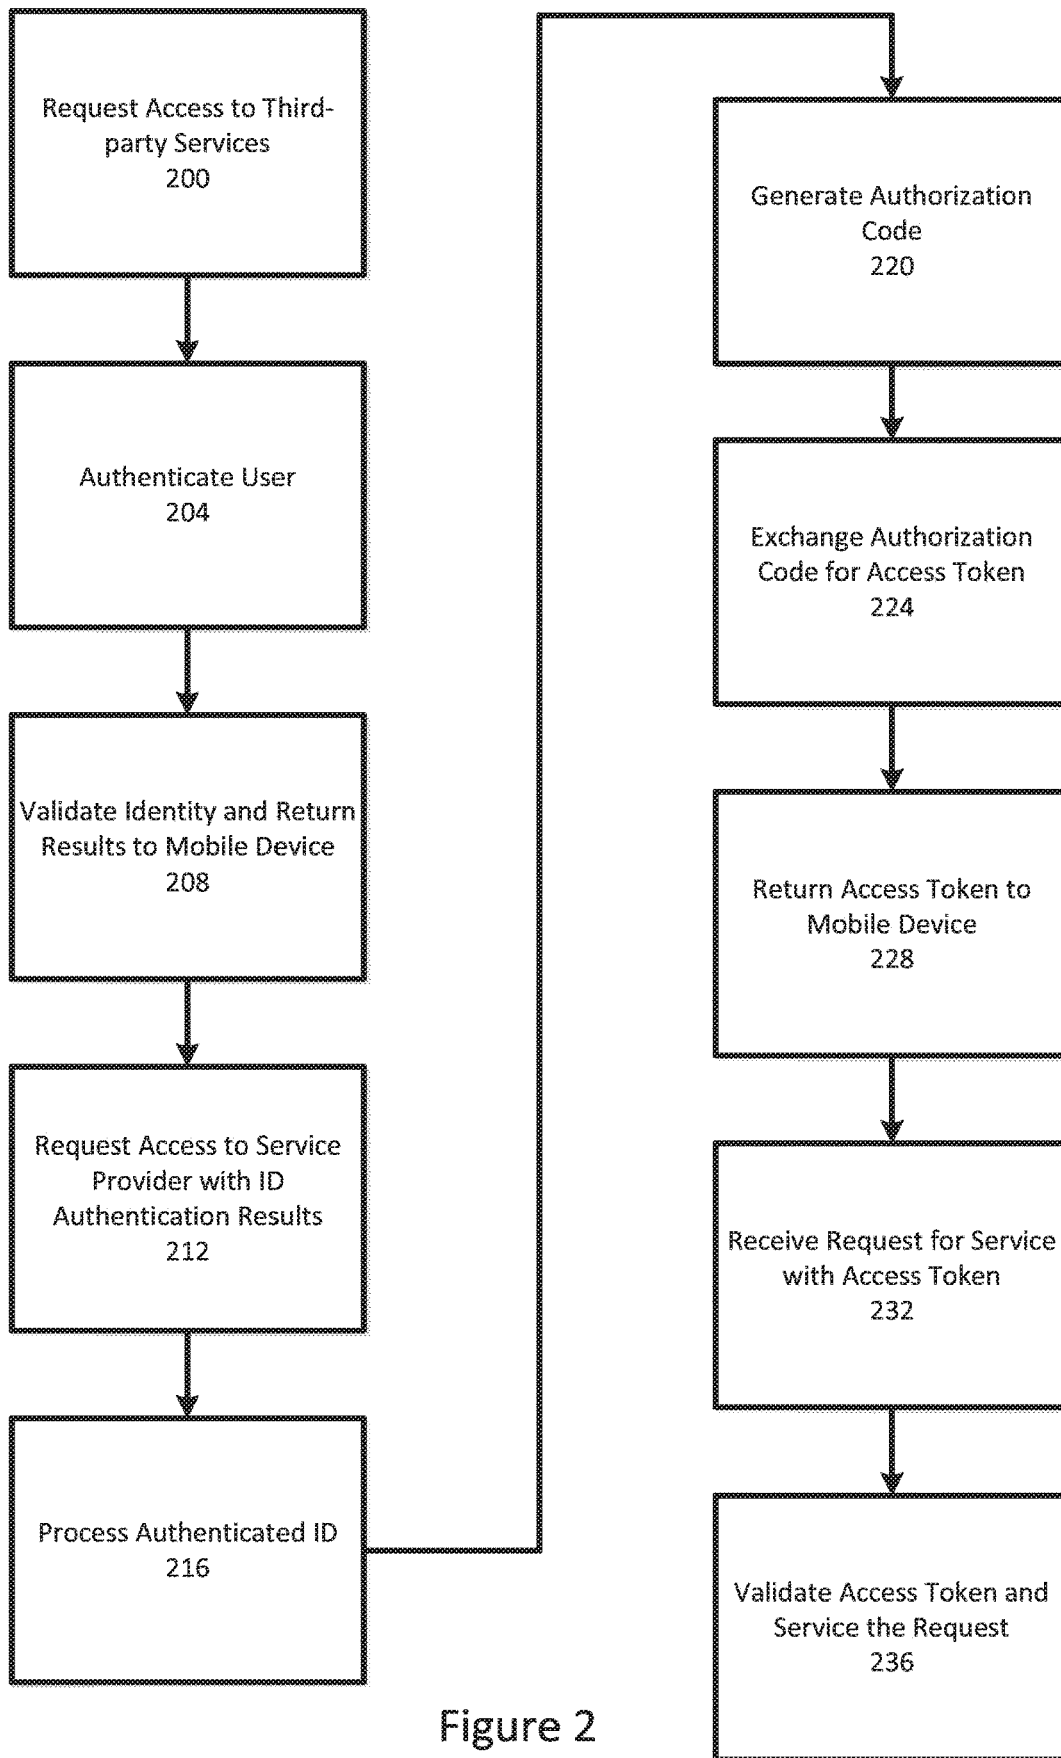 Request Access to Third-
party Services
200
Authenticate User
204
Validate Identity and Return
Results to Mobile Device
208
Request Access to Service
Provider with ID
Authentication Results
212
Process Authenticated ID
216
Generate Authorization
Code
220
Exchange Authorization
Code for Access Token
224
Return Access Token to
Mobile Device
228
Receive Request for Service
with Access Token
232
Validate Access Token and
Service the Request
236
Figure 2